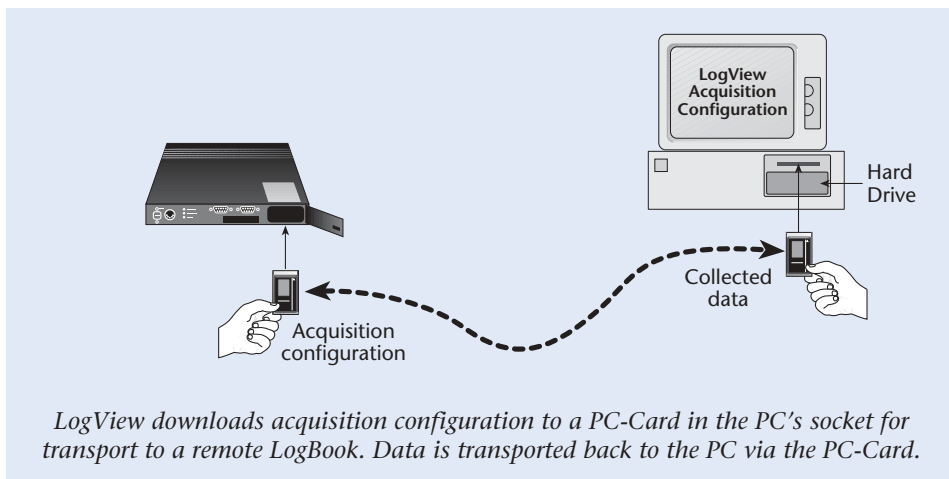 LogView
Acquisition
Configuration
Hard
Drive
Collected
data
Acquisition
configuration
LogView downloads acquisition configuration to a PC-Card in the PC’s socket for
transport to a remote LogBook. Data is transported back to the PC via the PC-Card.